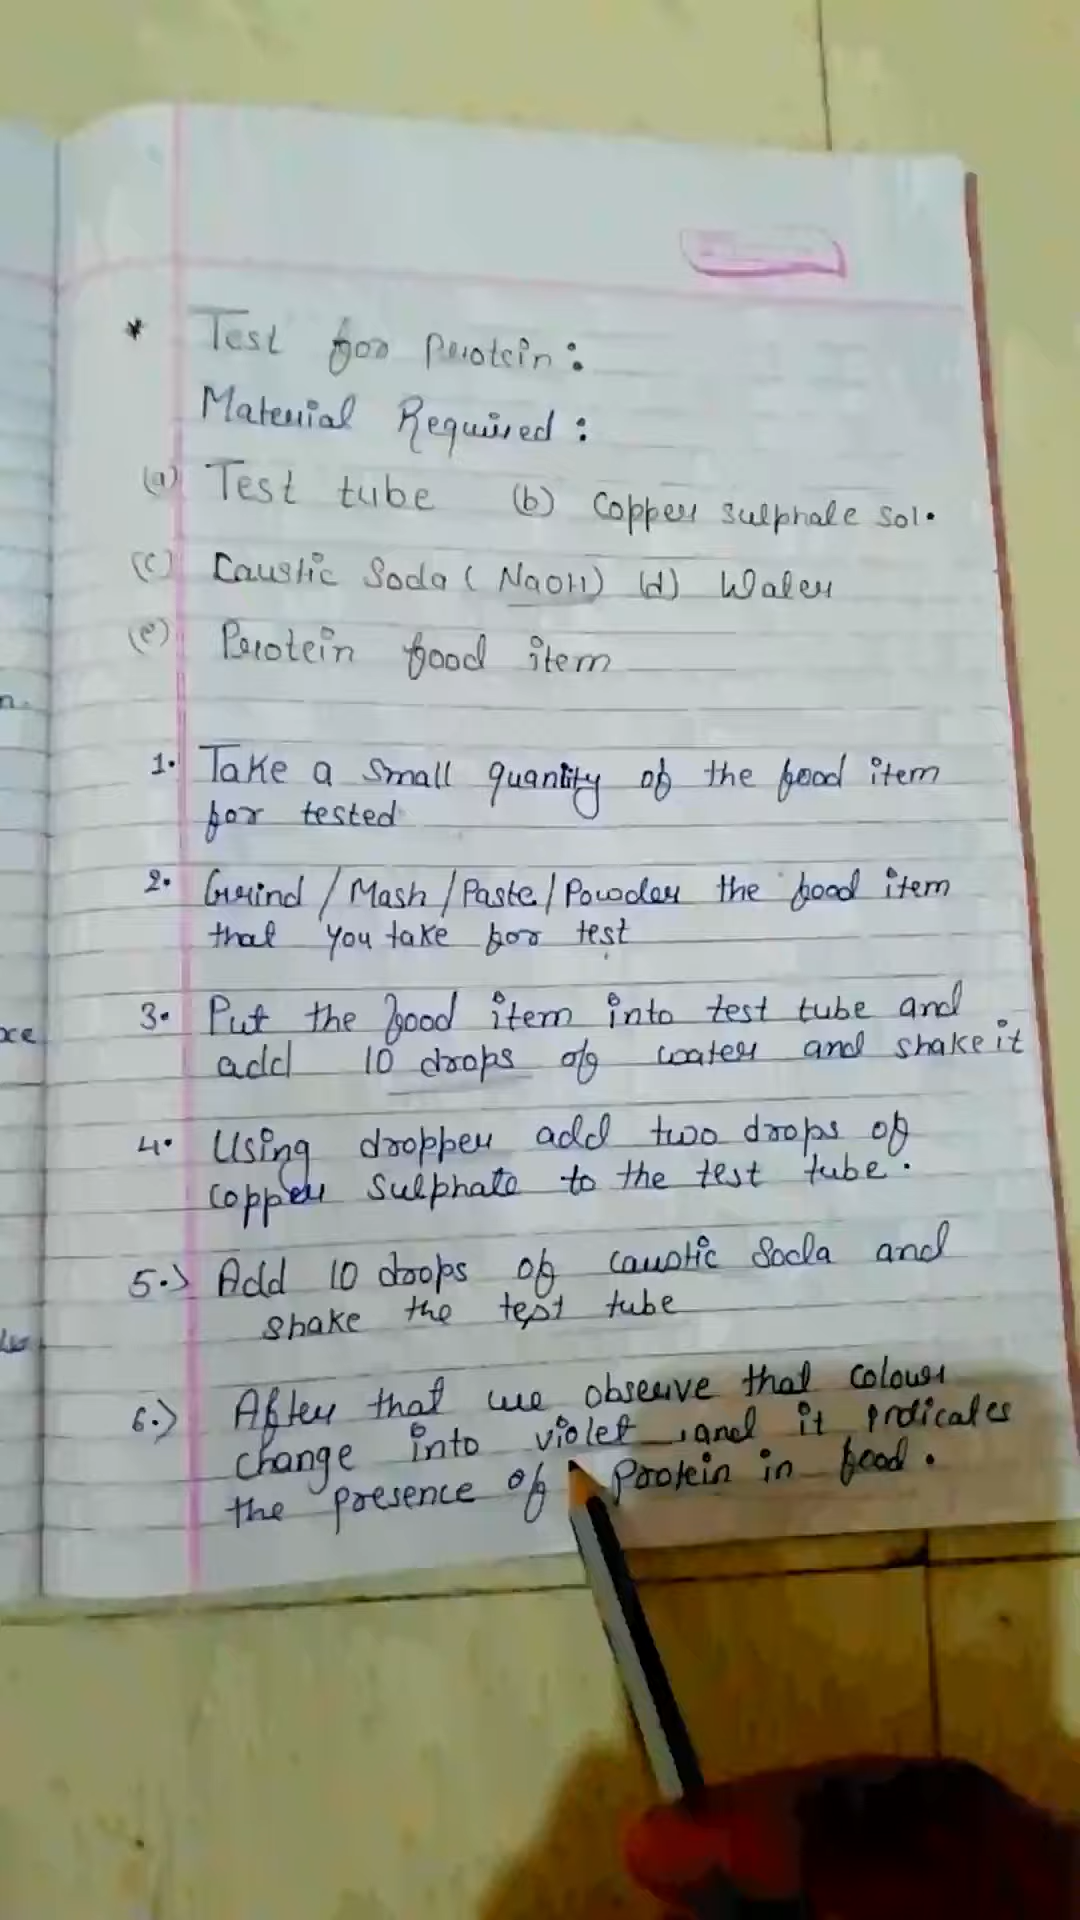 * Test for Protein :
Material Required :
(a) Test tube (b) Copper sulphate sol.
(c) Caustic Soda ( NaOH) (d) Water
(e) Protein food item
1. Take a small quantity of the food item
for tested
2. Grind / Mash / Paste / Powder the food item
that you take for test
3. Put the food item into test tube and
add 10 drops of water and shake it
4. Using dropper add two drops of
copper sulphate to the test tube.
5.) Add 10 drops of caustic Soda and
shake the test tube
6.) After that we observe that colour
change into violet, and it indicates
the presence of Protein in food.
n.
ce